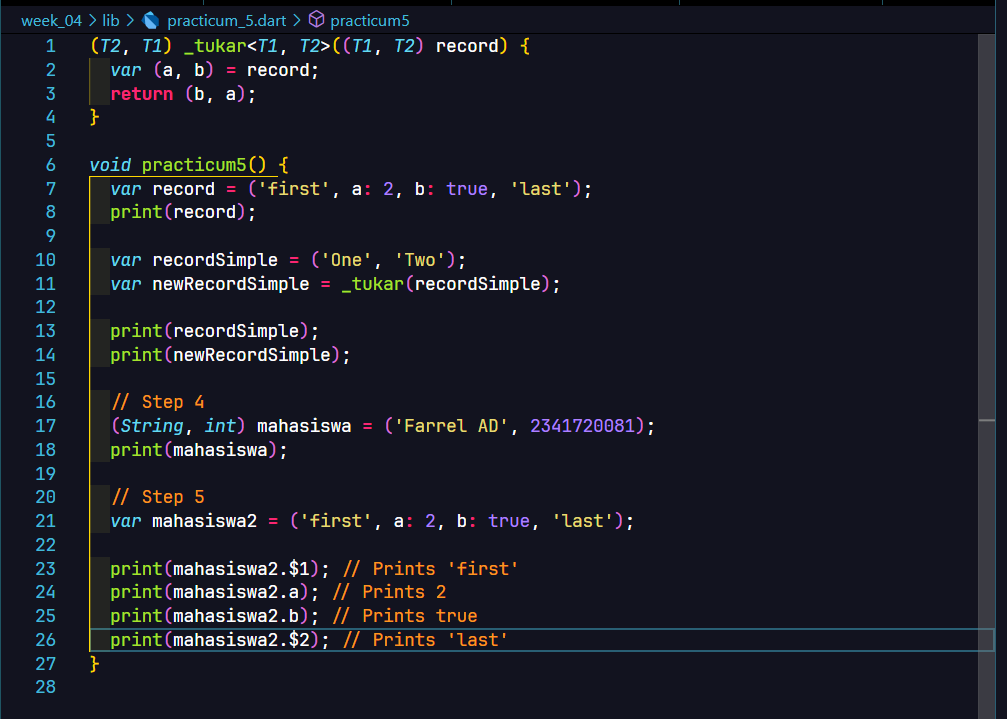 week_04 > lib > practicum_5.dart > practicum5
1 (T2, T1) _tukar<T1, T2>((T1, T2) record) {
2   var (a, b) = record;
3   return (b, a);
4 }
5
6 void practicum5() {
7   var record = ('first', a: 2, b: true, 'last');
8   print(record);
9
10   var recordSimple = ('One', 'Two');
11   var newRecordSimple = _tukar(recordSimple);
12
13   print(recordSimple);
14   print(newRecordSimple);
15
16   // Step 4
17   (String, int) mahasiswa = ('Farrel AD', 2341720081);
18   print(mahasiswa);
19
20   // Step 5
21   var mahasiswa2 = ('first', a: 2, b: true, 'last');
22
23   print(mahasiswa2.$1); // Prints 'first'
24   print(mahasiswa2.a); // Prints 2
25   print(mahasiswa2.b); // Prints true
26   print(mahasiswa2.$2); // Prints 'last'
27 }
28